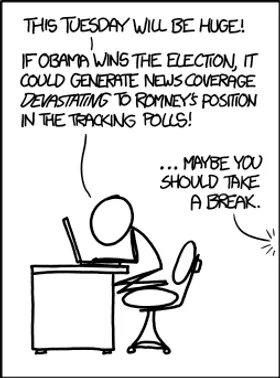 THIS TUESDAY WILL BE HUGE!
IF OBAMA WINS THE ELECTION, IT
COULD GENERATE NEWS COVERAGE
DEVASTATING TO ROMNEY'S POSITION
IN THE TRACKING POLLS!
... MAYBE YOU
SHOULD TAKE
A BREAK.